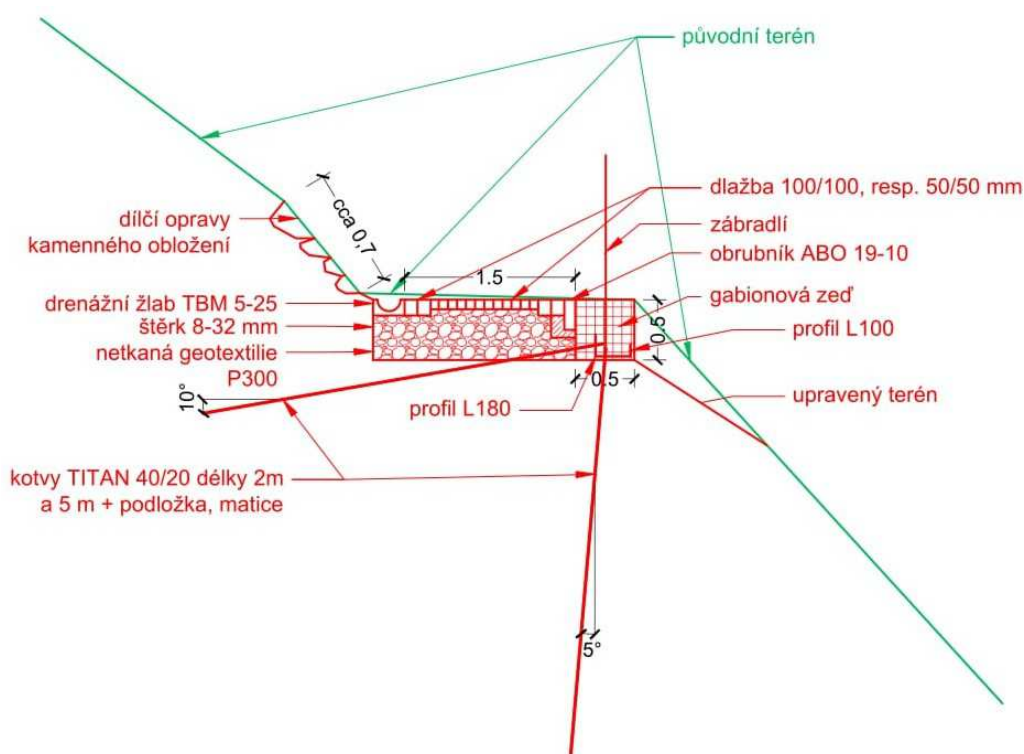 původní terén
dlažba 100/100, resp. 50/50 mm
dílčí opravy
kamenného obložení
cca 0,7
zábradlí
obrubník ABO 19-10
1.5
drenážní žlab TBM 5-25
gabionová zeď
štěrk 8-32 mm
0.5
profil L100
netkaná geotextilie
P300
0.5
10°
profil L180
upravený terén
kotvy TITAN 40/20 délky 2m
a 5 m + podložka, matice
5°